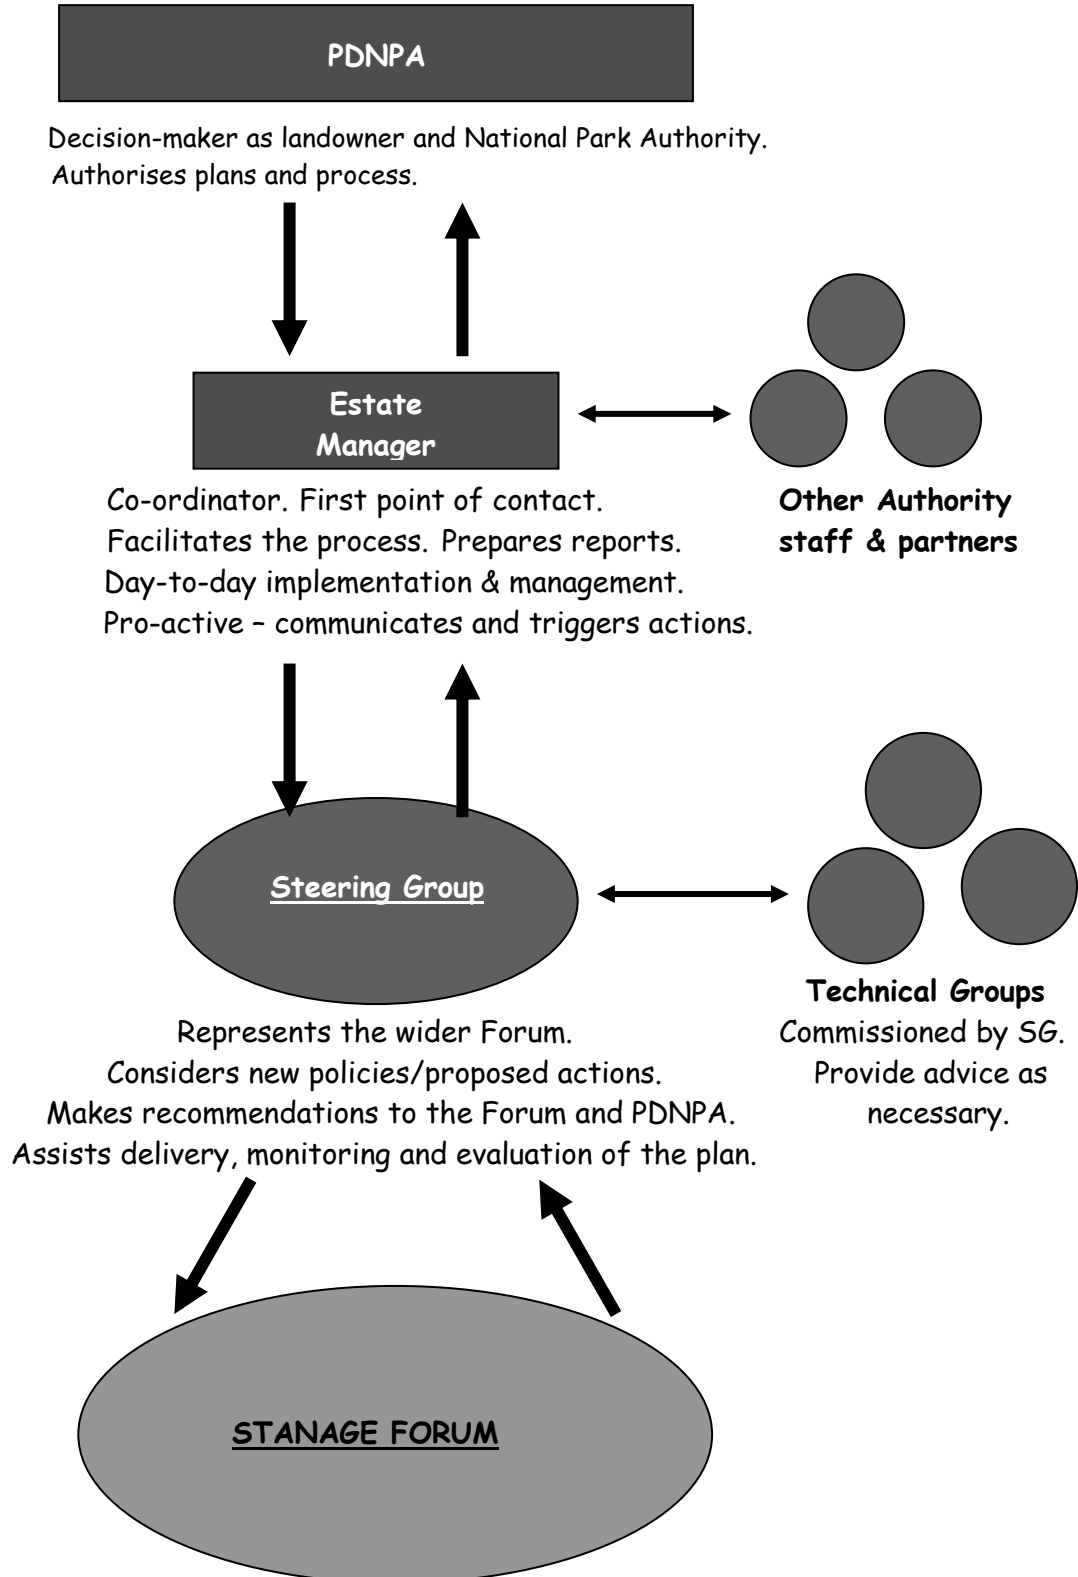 PDNPA
Decision-maker as landowner and National Park Authority.
Authorises plans and process.
Estate
Manager
Co-ordinator. First point of contact.
Facilitates the process. Prepares reports.
Day-to-day implementation & management.
Pro-active – communicates and triggers actions.
Other Authority
staff & partners
Steering Group
Represents the wider Forum.
Considers new policies/proposed actions.
Makes recommendations to the Forum and PDNPA.
Assists delivery, monitoring and evaluation of the plan.
Technical Groups
Commissioned by SG.
Provide advice as
necessary.
STANAGE FORUM